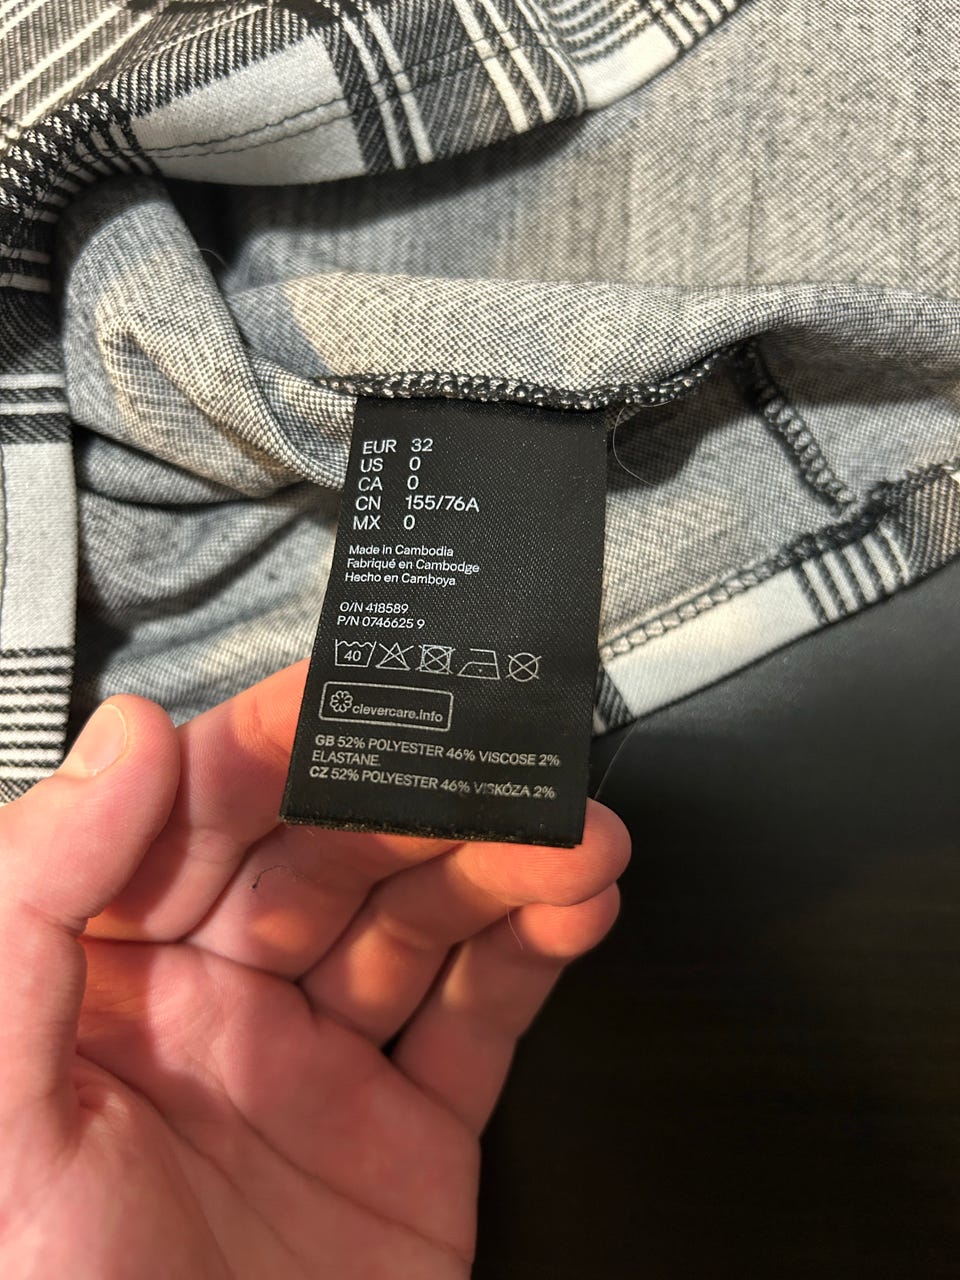 EUR 32
US 0
CA 0
CN 155/76A
MX 0
Made in Cambodia
Fabriqué en Cambodge
Hecho en Camboya
O/N 418589
P/N 0746625 9
40
clevercare.info
GB 52% POLYESTER 46% VISCOSE 2%
ELASTANE.
CZ 52% POLYESTER 46% VISKÓZA 2%